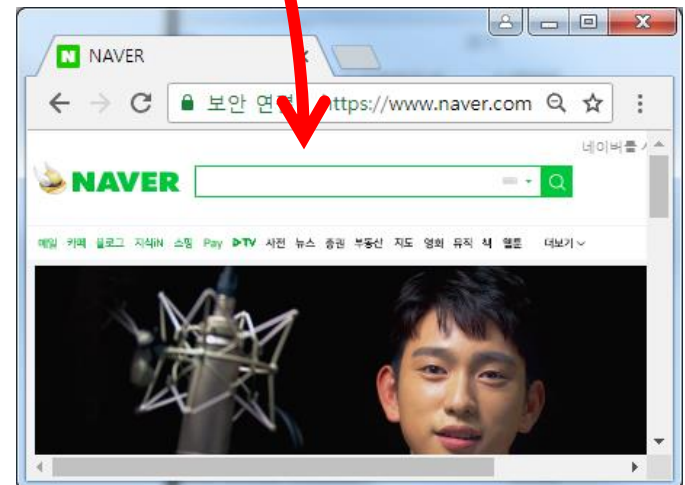 NAVER
보안 연결 https://www.naver.com
네이버를 시
NAVER
메일 카페 블로그 지식iN 쇼핑 Pay TV 사전 뉴스 증권 부동산 지도 영화 뮤직 책 웹툰 더보기